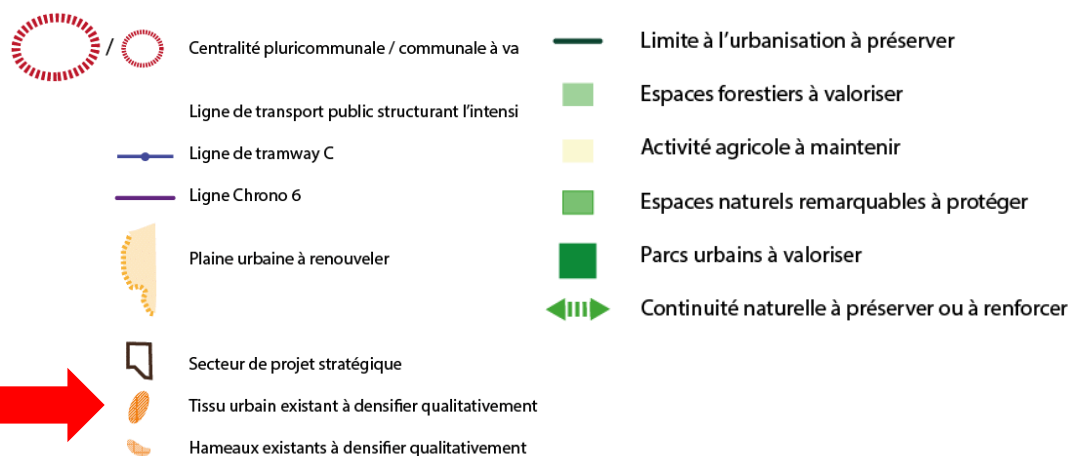 /
Centralité pluricommunale / communale à va
Ligne de transport public structurant l'intensi
Ligne de tramway C
Ligne Chrono 6
Plaine urbaine à renouveler
Secteur de projet stratégique
Tissu urbain existant à densifier qualitativement
Hameaux existants à densifier qualitativement
Limite à l'urbanisation à préserver
Espaces forestiers à valoriser
Activité agricole à maintenir
Espaces naturels remarquables à protéger
Parcs urbains à valoriser
Continuité naturelle à préserver ou à renforcer